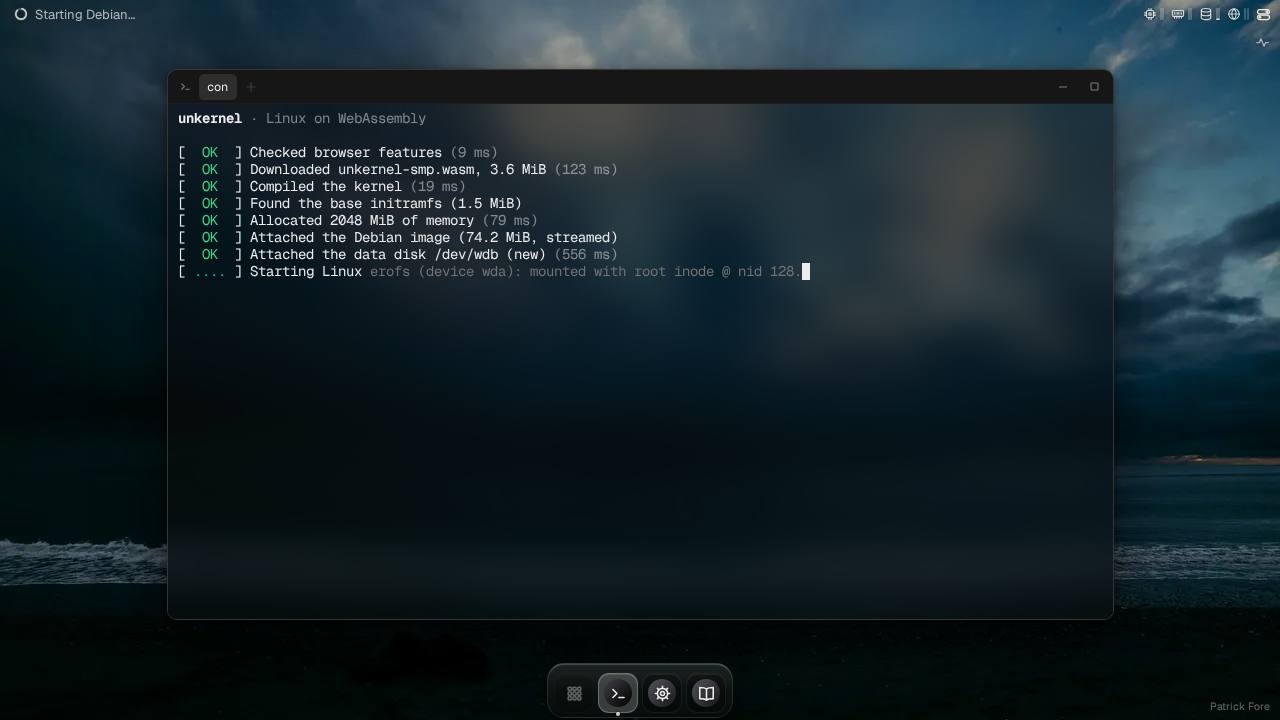 Starting Debian…
con
unkernel · Linux on WebAssembly
[  OK  ] Checked browser features (9 ms)
[  OK  ] Downloaded unkernel-smp.wasm, 3.6 MiB (123 ms)
[  OK  ] Compiled the kernel (19 ms)
[  OK  ] Found the base initramfs (1.5 MiB)
[  OK  ] Allocated 2048 MiB of memory (79 ms)
[  OK  ] Attached the Debian image (74.2 MiB, streamed)
[  OK  ] Attached the data disk /dev/wdb (new) (556 ms)
[ .... ] Starting Linux erofs (device wda): mounted with root inode @ nid 128.
Patrick Fore